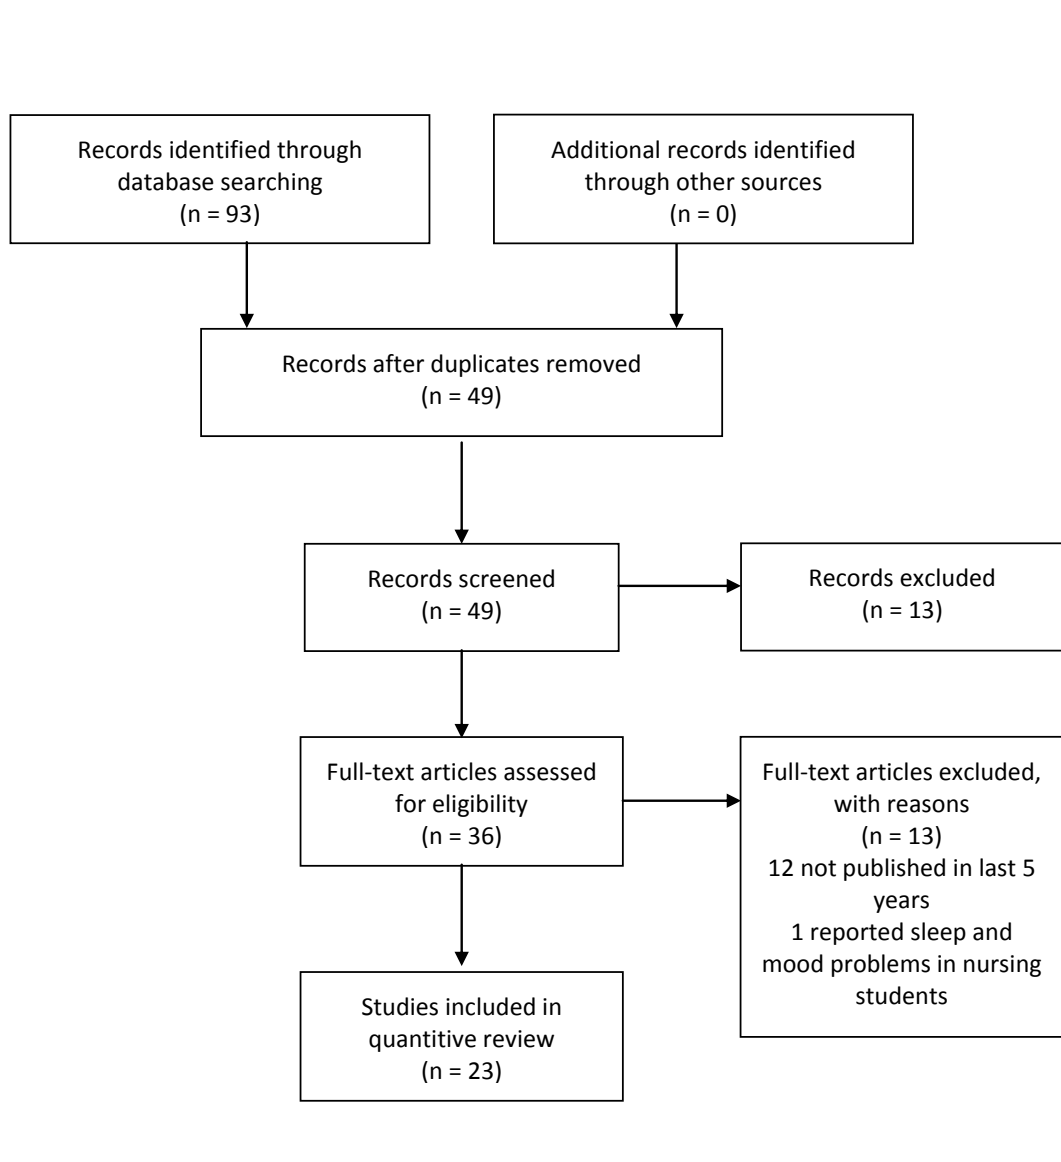 Records identified through
database searching
(n = 93)
Additional records identified
through other sources
(n = 0)
Records after duplicates removed
(n = 49)
Records screened
(n = 49)
Records excluded
(n = 13)
Full-text articles assessed
for eligibility
(n = 36)
Full-text articles excluded,
with reasons
(n = 13)
12 not published in last 5
years
1 reported sleep and
mood problems in nursing
students
Studies included in
quantitive review
(n = 23)